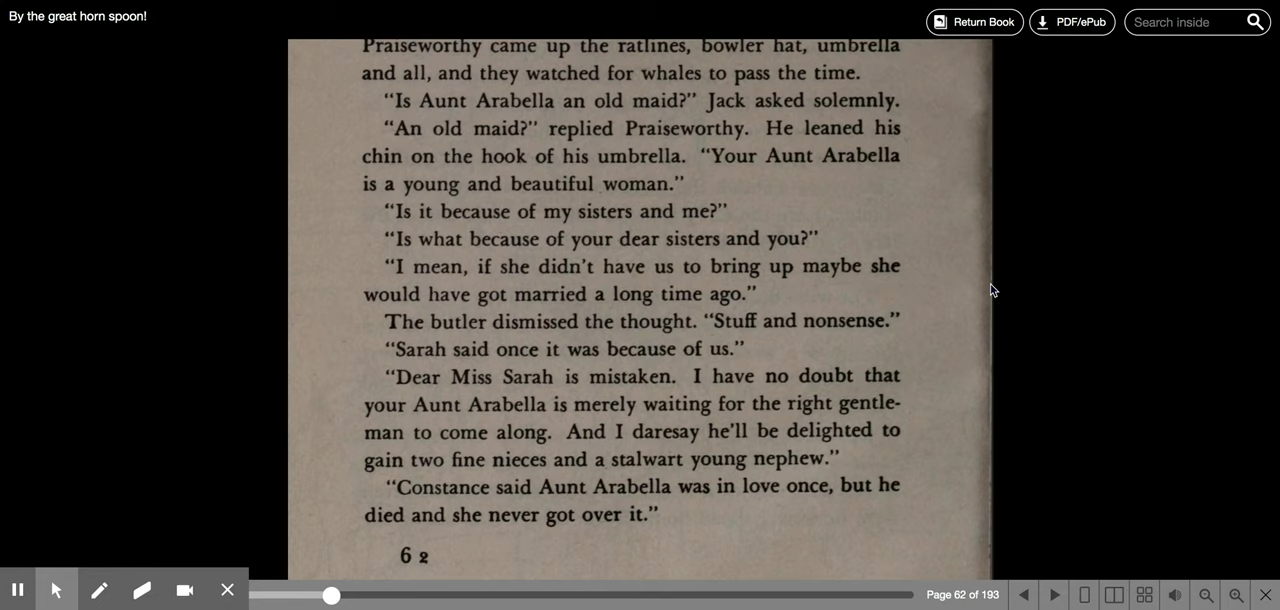 By the great horn spoon!
Return Book
PDF/ePub
Search inside
Praiseworthy came up the ratlines, bowler hat, umbrella
and all, and they watched for whales to pass the time.
“Is Aunt Arabella an old maid?” Jack asked solemnly.
“An old maid?” replied Praiseworthy. He leaned his
chin on the hook of his umbrella. “Your Aunt Arabella
is a young and beautiful woman.”
“Is it because of my sisters and me?”
“Is what because of your dear sisters and you?”
“I mean, if she didn’t have us to bring up maybe she
would have got married a long time ago.”
The butler dismissed the thought. “Stuff and nonsense.”
“Sarah said once it was because of us.”
“Dear Miss Sarah is mistaken. I have no doubt that
your Aunt Arabella is merely waiting for the right gentle-
man to come along. And I daresay he’ll be delighted to
gain two fine nieces and a stalwart young nephew.”
“Constance said Aunt Arabella was in love once, but he
died and she never got over it.”
62
Page 62 of 193